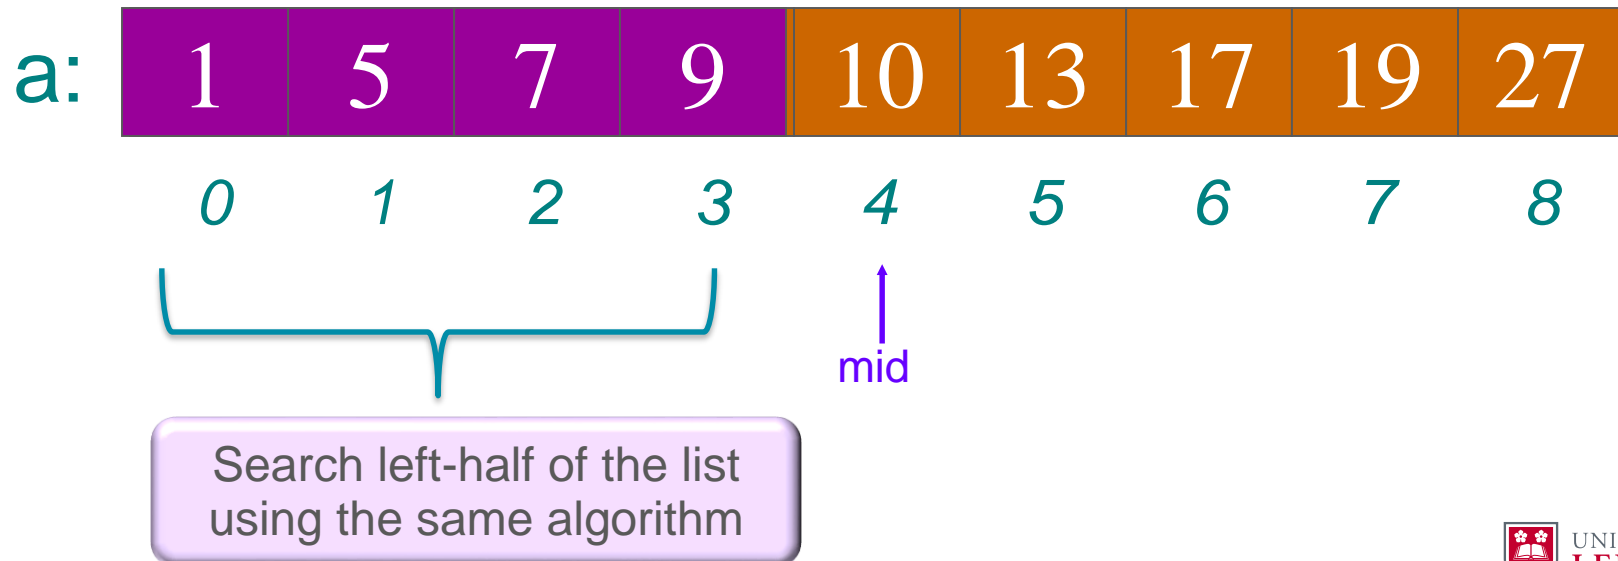 a: 1 5 7 9 10 13 17 19 27
0 1 2 3 4 5 6 7 8
mid
Search left-half of the list
using the same algorithm